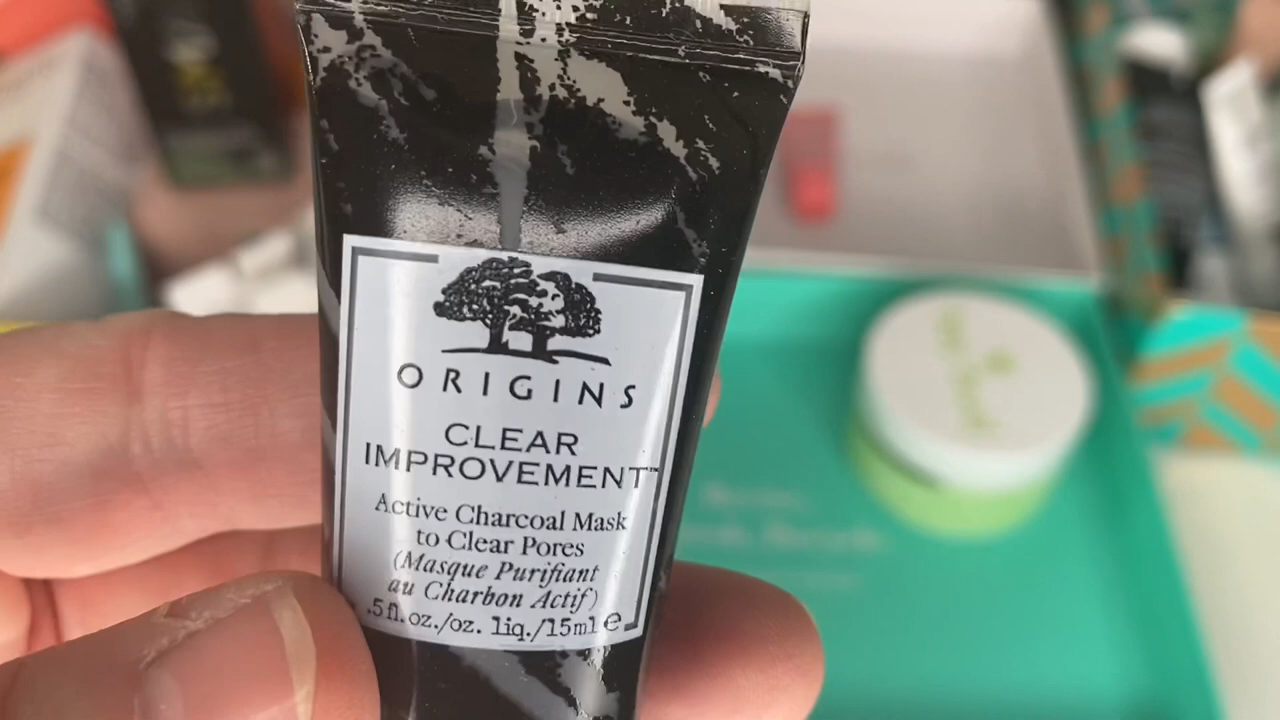 ORIGINS
CLEAR
IMPROVEMENT™
Active Charcoal Mask
to Clear Pores
(Masque Purifiant
au Charbon Actif)
.5 fl. oz./oz. liq./15ml e